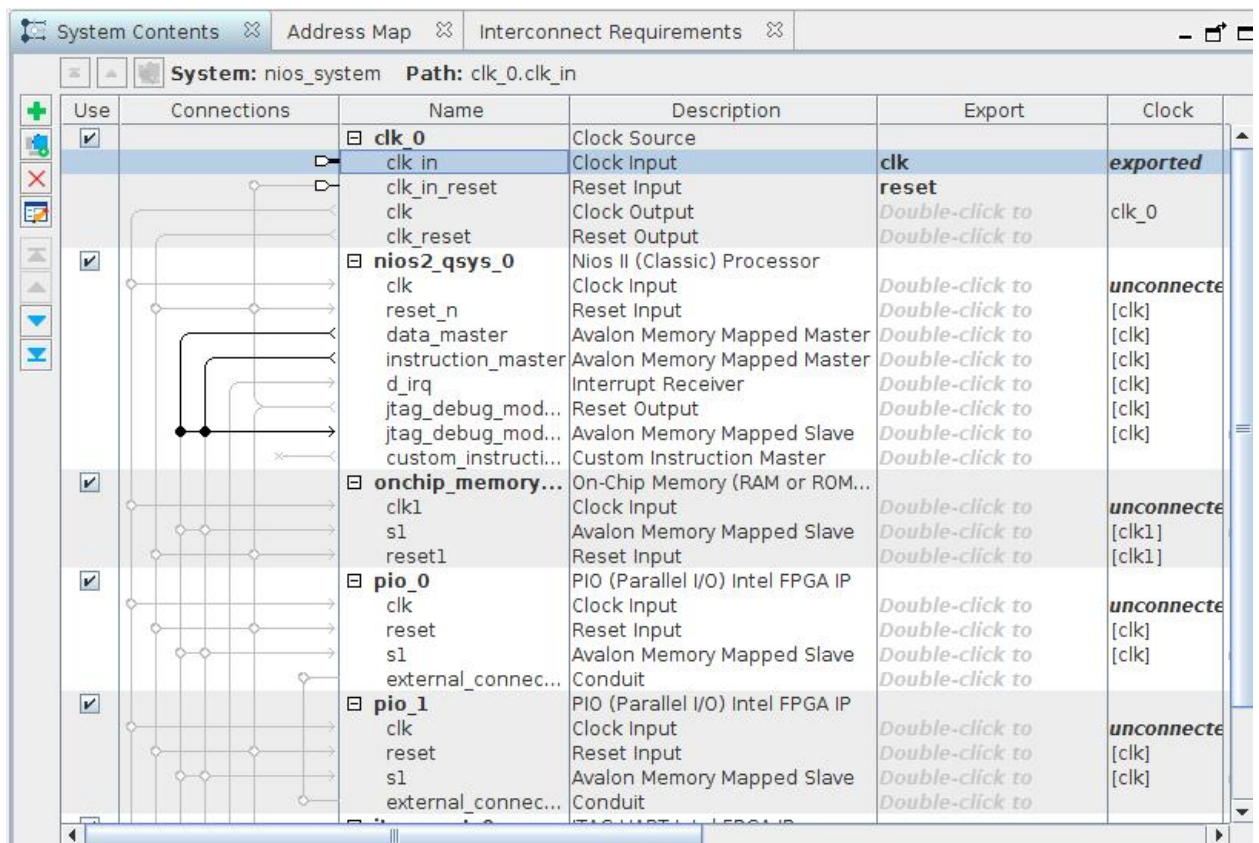 System Contents Address Map Interconnect Requirements
System: nios_system Path: clk_0.clk_in
Use Connections Name Description Export Clock
clk_0 Clock Source
clk_in Clock Input clk exported
clk_in_reset Reset Input reset
clk Clock Output Double-click to clk_0
clk_reset Reset Output Double-click to
nios2_qsys_0 Nios II (Classic) Processor
clk Clock Input Double-click to unconnecte
reset_n Reset Input Double-click to [clk]
data_master Avalon Memory Mapped Master Double-click to [clk]
instruction_master Avalon Memory Mapped Master Double-click to [clk]
d_irq Interrupt Receiver Double-click to [clk]
jtag_debug_mod... Reset Output Double-click to [clk]
jtag_debug_mod... Avalon Memory Mapped Slave Double-click to [clk]
custom_instructi... Custom Instruction Master Double-click to
onchip_memory... On-Chip Memory (RAM or ROM...
clk1 Clock Input Double-click to unconnecte
s1 Avalon Memory Mapped Slave Double-click to [clk1]
reset1 Reset Input Double-click to [clk1]
pio_0 PIO (Parallel I/O) Intel FPGA IP
clk Clock Input Double-click to unconnecte
reset Reset Input Double-click to [clk]
s1 Avalon Memory Mapped Slave Double-click to [clk]
external_connec... Conduit Double-click to
pio_1 PIO (Parallel I/O) Intel FPGA IP
clk Clock Input Double-click to unconnecte
reset Reset Input Double-click to [clk]
s1 Avalon Memory Mapped Slave Double-click to [clk]
external_connec... Conduit Double-click to